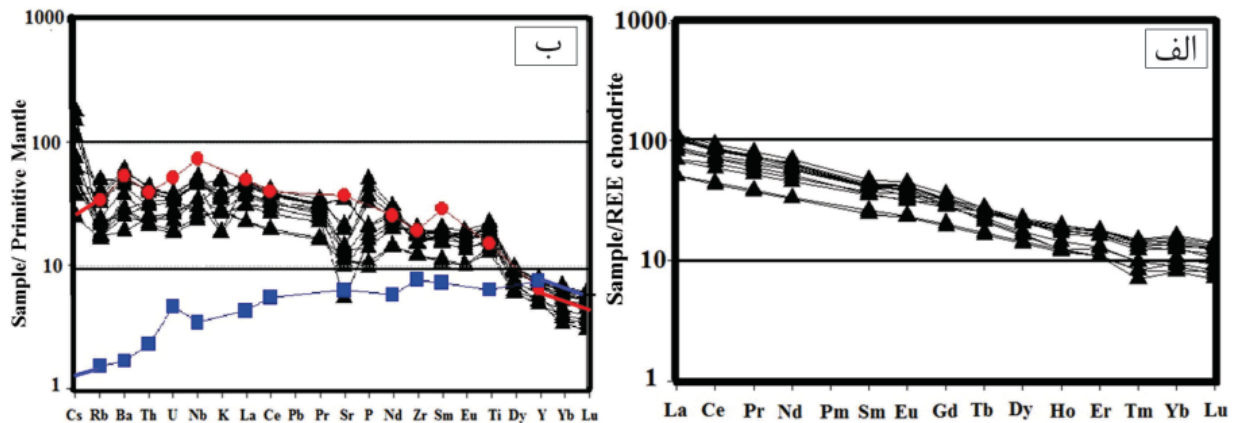 ب
1000
100
10
1
Sample/ Primitive Mantle
Cs Rb Ba Th U Nb K La Ce Pb Pr Sr P Nd Zr Sm Eu Ti Dy Y Yb Lu
الف
1000
100
10
1
Sample/REE chondrite
La Ce Pr Nd Pm Sm Eu Gd Tb Dy Ho Er Tm Yb Lu